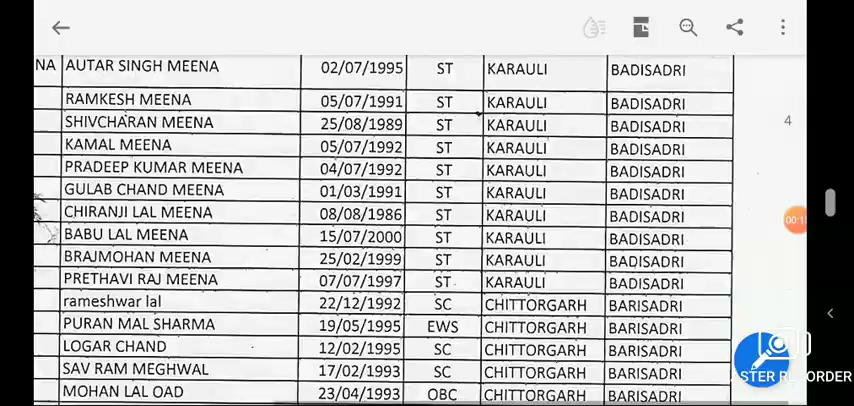 NA AUTAR SINGH MEENA 02/07/1995 ST KARAULI BADISADRI
RAMKESH MEENA 05/07/1991 ST KARAULI BADISADRI
4
SHIVCHARAN MEENA 25/08/1989 ST KARAULI BADISADRI
KAMAL MEENA 05/07/1992 ST KARAULI BADISADRI
PRADEEP KUMAR MEENA 04/07/1992 ST KARAULI BADISADRI
GULAB CHAND MEENA 01/03/1991 ST KARAULI BADISADRI
CHIRANJI LAL MEENA 08/08/1986 ST KARAULI BADISADRI
BABU LAL MEENA 15/07/2000 ST KARAULI BADISADRI
BRAJMOHAN MEENA 25/02/1999 ST KARAULI BADISADRI
PRETHAVI RAJ MEENA 07/07/1997 ST KARAULI BADISADRI
rameshwar lal 22/12/1992 SC CHITTORGARH BARISADRI
PURAN MAL SHARMA 19/05/1995 EWS CHITTORGARH BARISADRI
LOGAR CHAND 12/02/1995 SC CHITTORGARH BARISADRI
SAV RAM MEGHWAL 17/02/1993 SC CHITTORGARH BARISADRI
MOHAN LAL OAD 23/04/1993 OBC CHITTORGARH BARISADRI